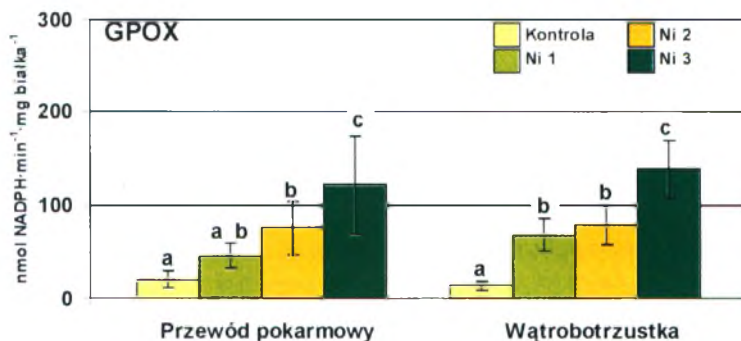 GPOX
nmol NADPH·min⁻¹·mg białka⁻¹
300
200
100
0
Kontrola
Ni 2
Ni 1
Ni 3
a
a b
b
c
a
b
b
c
Przewód pokarmowy
Wątrobotrzustka